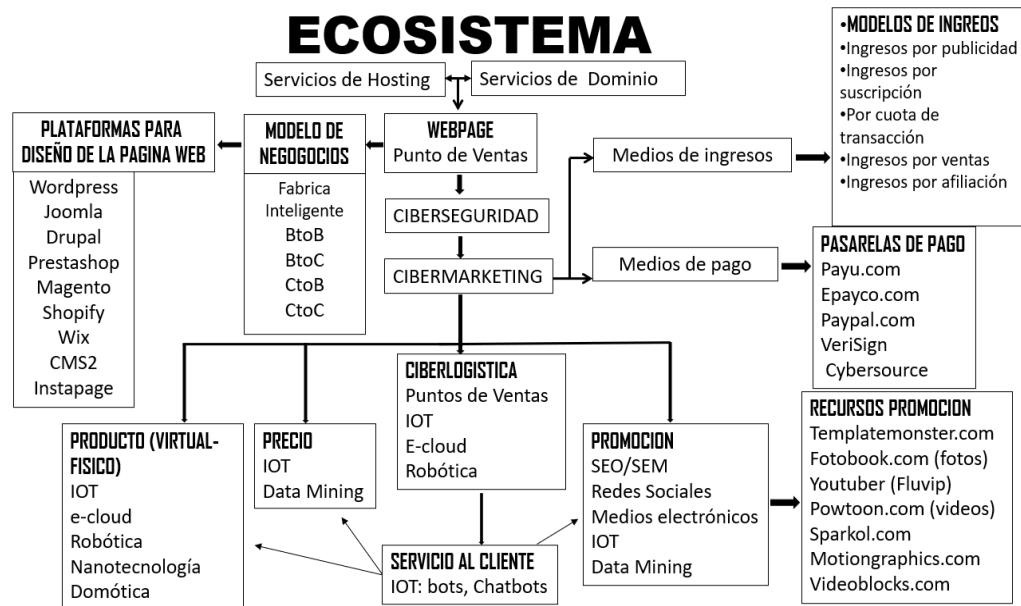 ECOSISTEMA
Servicios de Hosting
Servicios de Dominio
PLATAFORMAS PARA
DISEÑO DE LA PAGINA WEB
Wordpress
Joomla
Drupal
Prestashop
Magento
Shopify
Wix
CMS2
Instapage
MODELO DE
NEGOGOCIOS
Fabrica
Inteligente
BtoB
BtoC
CtoB
CtoC
WEBPAGE
Punto de Ventas
CIBERSEGURIDAD
CIBERMARKETING
Medios de ingresos
•MODELOS DE INGREOS
•Ingresos por publicidad
•Ingresos por
suscripción
•Por cuota de
transacción
•Ingresos por ventas
•Ingresos por afiliación
Medios de pago
PASARELAS DE PAGO
Payu.com
Epayco.com
Paypal.com
VeriSign
Cybersource
PRODUCTO (VIRTUAL-
FISICO)
IOT
e-cloud
Robótica
Nanotecnología
Domótica
PRECIO
IOT
Data Mining
CIBERLOGISTICA
Puntos de Ventas
IOT
E-cloud
Robótica
PROMOCION
SEO/SEM
Redes Sociales
Medios electrónicos
IOT
Data Mining
RECURSOS PROMOCION
Templatemonster.com
Fotobook.com (fotos)
Youtuber (Fluvip)
Powtoon.com (videos)
Sparkol.com
Motiongraphics.com
Videoblocks.com
SERVICIO AL CLIENTE
IOT: bots, Chatbots